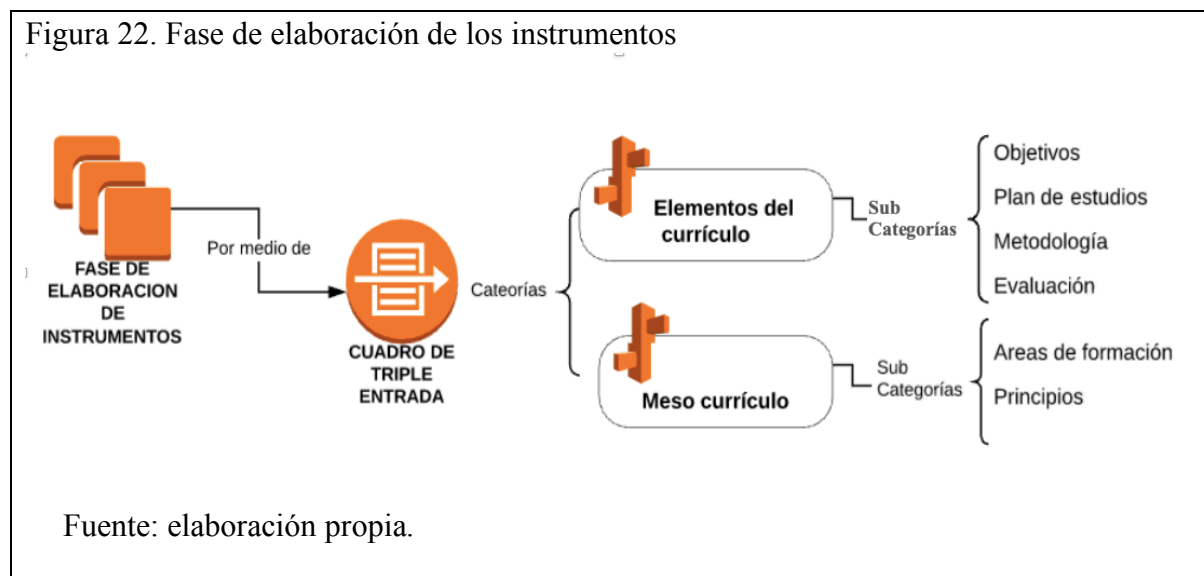 Figura 22. Fase de elaboración de los instrumentos
FASE DE
ELABORACION
DE
INSTRUMENTOS
Por medio de
CUADRO DE
TRIPLE
ENTRADA
Cateorías
Elementos del
currículo
Sub
Categorías
Objetivos
Plan de estudios
Metodología
Evaluación
Meso currículo
Sub
Categorías
Areas de formación
Principios
Fuente: elaboración propia.